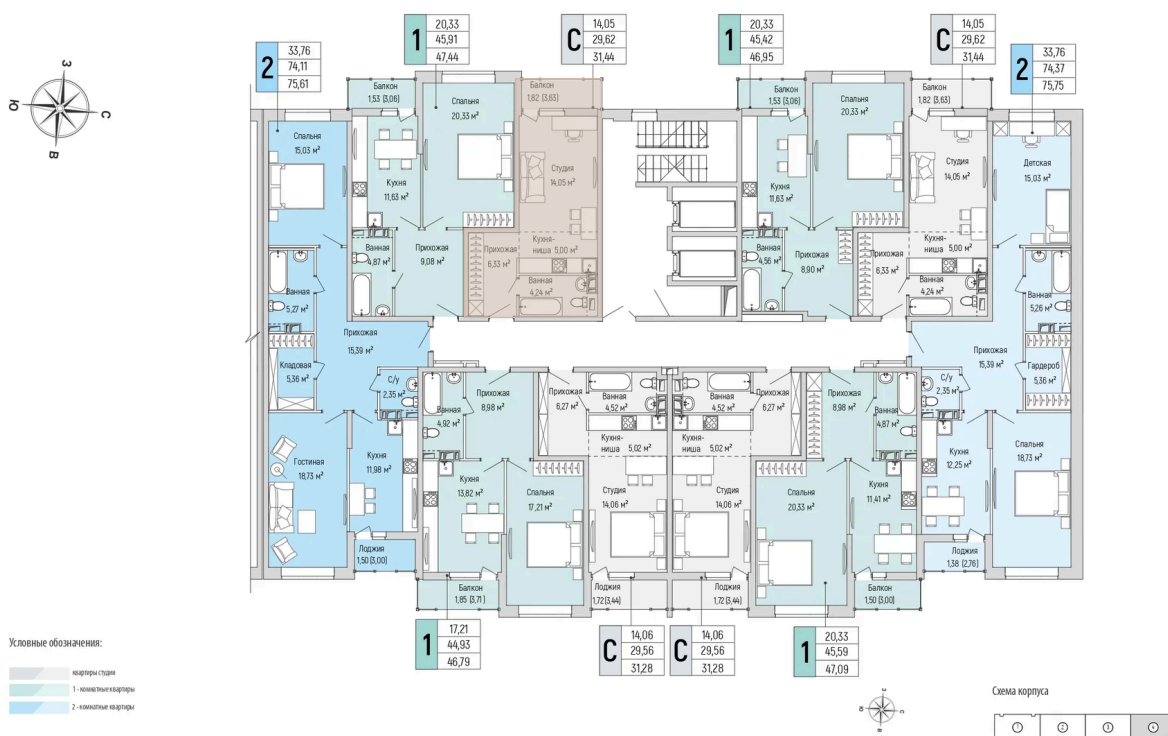 2
33,76
74,11
75,61
1
20,33
45,91
47,44
С
14,05
29,62
31,44
1
20,33
45,42
46,95
С
14,05
29,62
31,44
2
33,76
74,37
75,75
З
Ю
С
В
Балкон
1,53 (3,06)
Спальня
20,33 м²
Балкон
1,82 (3,63)
Балкон
1,53 (3,06)
Спальня
20,33 м²
Балкон
1,82 (3,63)
Спальня
15,03 м²
Кухня
11,63 м²
Студия
14,05 м²
Кухня
11,63 м²
Студия
14,05 м²
Детская
15,03 м²
Ванная
4,87 м²
Прихожая
9,08 м²
Прихожая
6,33 м²
Кухня-
ниша 5,00 м²
Ванная
4,24 м²
Ванная
4,56 м²
Прихожая
8,90 м²
Прихожая
6,33 м²
Кухня-
ниша 5,00 м²
Ванная
4,24 м²
Ванная
5,27 м²
Ванная
5,26 м²
Прихожая
15,39 м²
Прихожая
15,39 м²
Кладовая
5,36 м²
С/у
2,35 м²
Ванная
4,92 м²
Прихожая
8,98 м²
Прихожая
6,27 м²
Ванная
4,52 м²
Ванная
4,52 м²
Прихожая
6,27 м²
Прихожая
8,98 м²
Ванная
4,87 м²
С/у
2,35 м²
Гардероб
5,36 м²
Гостиная
18,73 м²
Кухня
11,98 м²
Кухня
13,82 м²
Спальня
17,21 м²
Кухня-
ниша 5,02 м²
Студия
14,06 м²
Кухня-
ниша 5,02 м²
Студия
14,06 м²
Спальня
20,33 м²
Кухня
11,41 м²
Кухня
12,25 м²
Спальня
18,73 м²
Лоджия
1,50 (3,00)
Балкон
1,85 (3,71)
Лоджия
1,72 (3,44)
Лоджия
1,72 (3,44)
Балкон
1,50 (3,00)
Лоджия
1,38 (2,76)
1
17,21
44,93
46,79
С
14,06
29,56
31,28
С
14,06
29,56
31,28
1
20,33
45,59
47,09
Условные обозначения:
квартиры студии
1 - комнатные квартиры
2 - комнатные квартиры
З
Ю
С
В
Схема корпуса
1
2
3
4